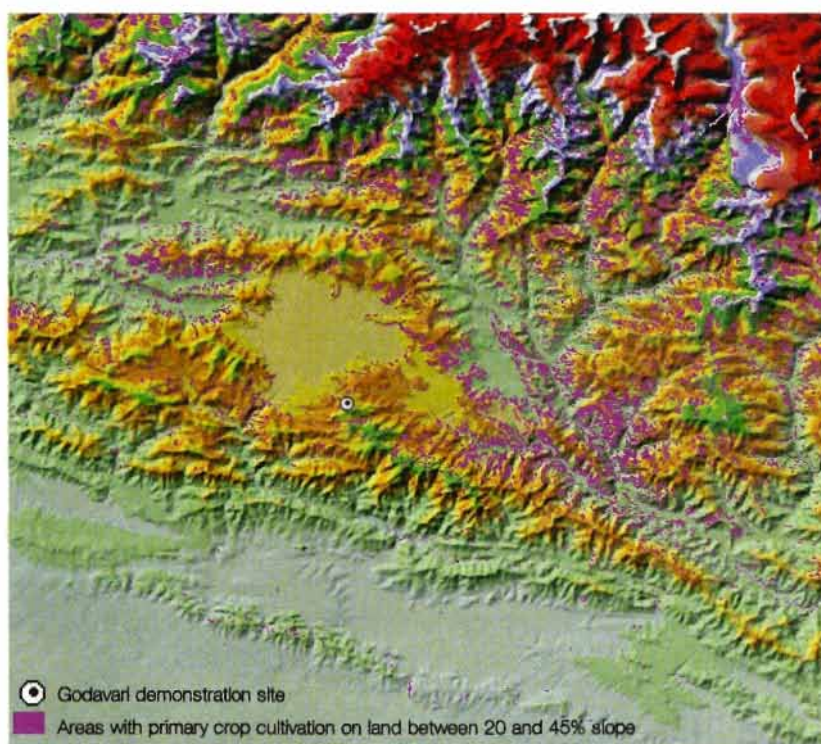 Godavari demonstration site
Areas with primary crop cultivation on land between 20 and 45% slope